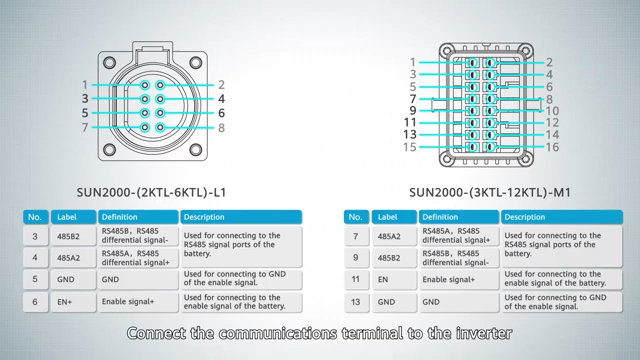 1 2
3 4
5 6
7 8
SUN2000-(2KTL-6KTL)-L1
No. Label Definition Description
3 485B2 RS485B, RS485 differential signal- Used for connecting to the RS485 signal ports of the battery.
4 485A2 RS485A, RS485 differential signal+
5 GND GND Used for connecting to GND of the enable signal.
6 EN+ Enable signal+ Used for connecting to the enable signal of the battery.
1 2
3 4
5 6
7 8
9 10
11 12
13 14
15 16
SUN2000-(3KTL-12KTL)-M1
No. Label Definition Description
7 485A2 RS485A, RS485 differential signal+ Used for connecting to the RS485 signal ports of the battery.
9 485B2 RS485B, RS485 differential signal-
11 EN Enable signal+ Used for connecting to the enable signal of the battery.
13 GND GND Used for connecting to GND of the enable signal.
Connect the communications terminal to the inverter